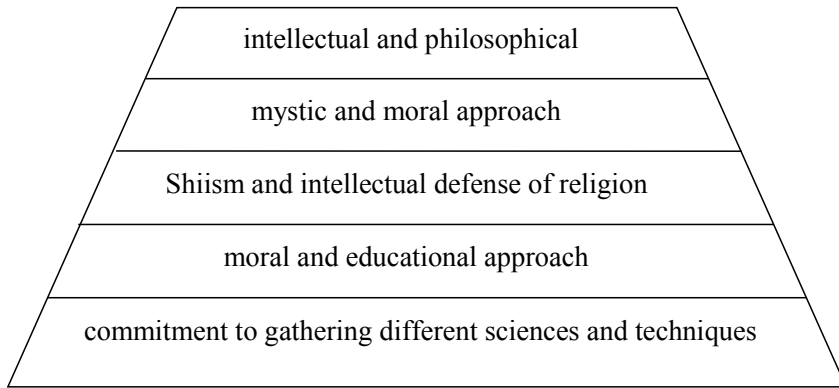 intellectual and philosophical
mystic and moral approach
Shiism and intellectual defense of religion
moral and educational approach
commitment to gathering different sciences and techniques